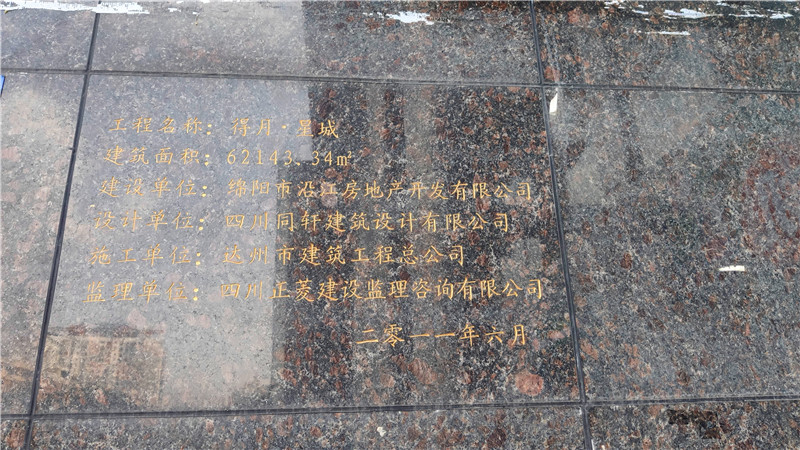 工程名称：得月·星城
建筑面积：62143.34㎡
建设单位：绵阳市沿江房地产开发有限公司
设计单位：四川同轩建筑设计有限公司
施工单位：达州市建筑工程总公司
监理单位：四川正菱建设监理咨询有限公司
二零一一年六月